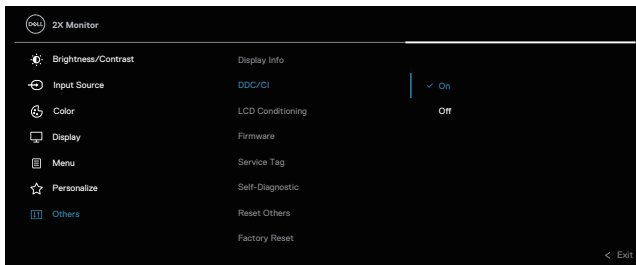 DELL 2X Monitor
Brightness/Contrast Display Info
Input Source DDC/CI ✓ On
Color LCD Conditioning Off
Display Firmware
Menu Service Tag
Personalize Self-Diagnostic
Others Reset Others
Factory Reset
< Exit